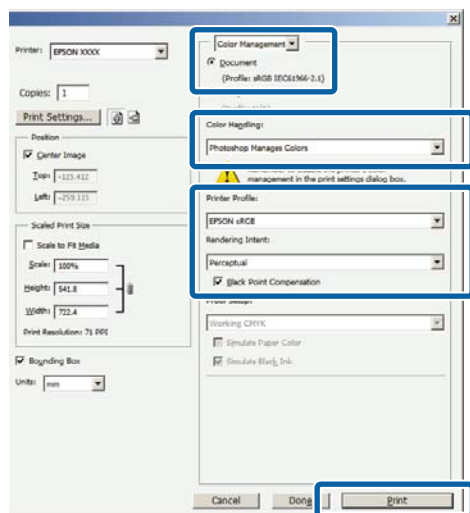 Printer: EPSON XXXX
Copies: 1
Print Settings...
Position
Center Image
Top: -125.412
Left: -259.115
Scaled Print Size
Scale to Fit Media
Scale: 100%
Height: 541.8
Width: 722.4
Print Resolution: 71 PPI
Bounding Box
Units: mm
Color Management
Document
(Profile: sRGB IEC61966-2.1)
Color Handling:
Photoshop Manages Colors
management in the print settings dialog box.
Printer Profile:
EPSON sRGB
Rendering Intent:
Perceptual
Black Point Compensation
Proof Setup:
Working CMYK
Simulate Paper Color
Simulate Black Ink
Cancel
Done
Print